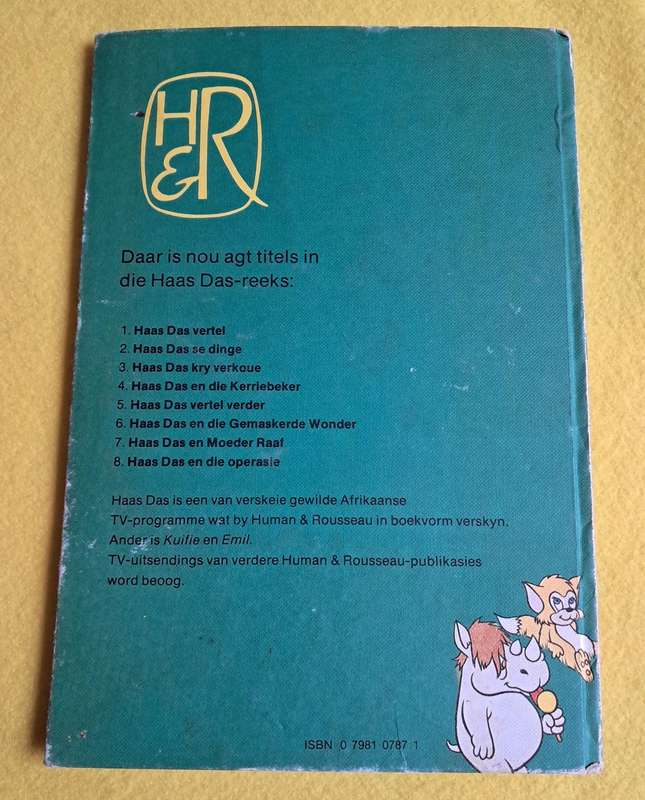 H
&R
Daar is nou agt titels in
die Haas Das-reeks:
1. Haas Das vertel
2. Haas Das se dinge
3. Haas Das kry verkoue
4. Haas Das en die Kerriebeker
5. Haas Das vertel verder
6. Haas Das en die Gemaskerde Wonder
7. Haas Das en Moeder Raaf
8. Haas Das en die operasie
Haas Das is een van verskeie gewilde Afrikaanse
TV-programme wat by Human & Rousseau in boekvorm verskyn.
Ander is Kuifie en Emil.
TV-uitsendings van verdere Human & Rousseau-publikasies
word beoog.
ISBN 0 7981 0787 1